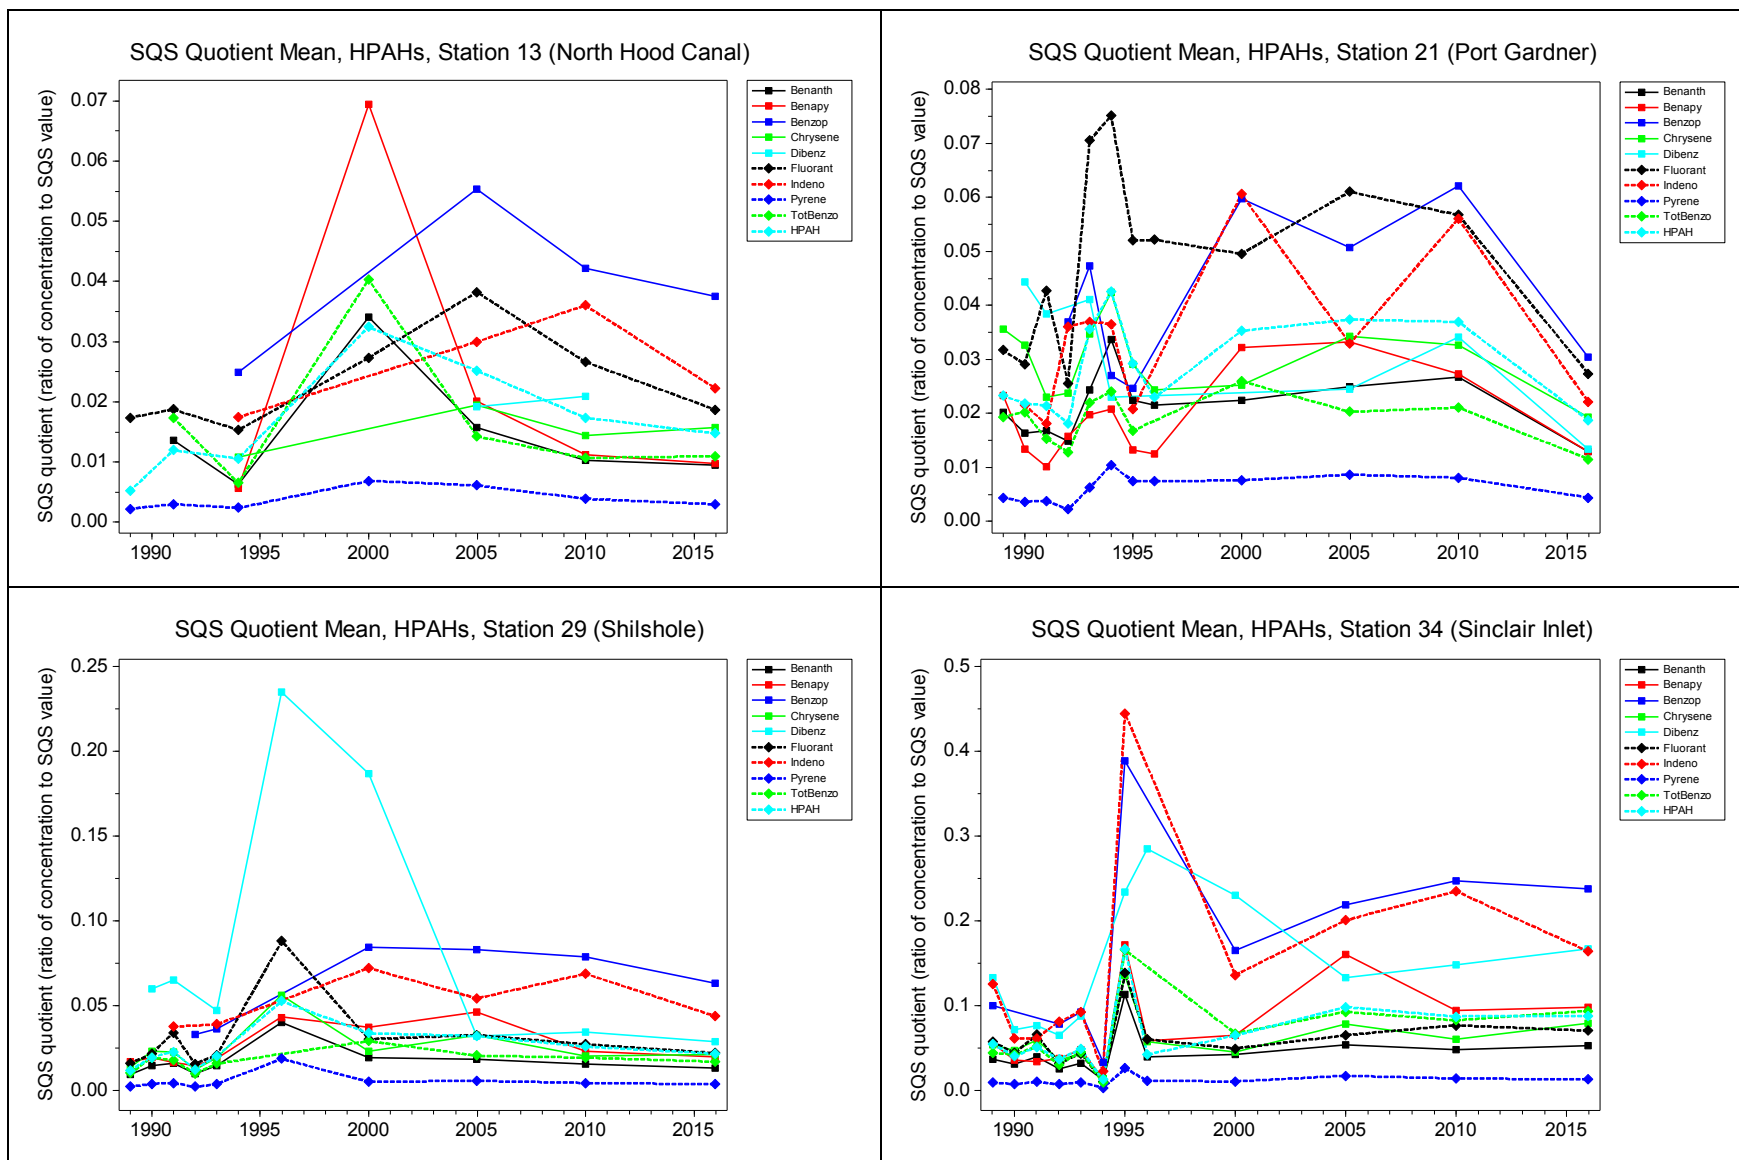 SQS Quotient Mean, HPAHs, Station 13 (North Hood Canal)
SQS quotient (ratio of concentration to SQS value)
0.07
0.06
0.05
0.04
0.03
0.02
0.01
0.00
1990 1995 2000 2005 2010 2015
Benanth
Benapy
Benzop
Chrysene
Dibenz
Fluorant
Indeno
Pyrene
TotBenzo
HPAH
SQS Quotient Mean, HPAHs, Station 21 (Port Gardner)
SQS quotient (ratio of concentration to SQS value)
0.08
0.07
0.06
0.05
0.04
0.03
0.02
0.01
0.00
1990 1995 2000 2005 2010 2015
Benanth
Benapy
Benzop
Chrysene
Dibenz
Fluorant
Indeno
Pyrene
TotBenzo
HPAH
SQS Quotient Mean, HPAHs, Station 29 (Shilshole)
SQS quotient (ratio of concentration to SQS value)
0.25
0.20
0.15
0.10
0.05
0.00
1990 1995 2000 2005 2010 2015
Benanth
Benapy
Benzop
Chrysene
Dibenz
Fluorant
Indeno
Pyrene
TotBenzo
HPAH
SQS Quotient Mean, HPAHs, Station 34 (Sinclair Inlet)
SQS quotient (ratio of concentration to SQS value)
0.5
0.4
0.3
0.2
0.1
0.0
1990 1995 2000 2005 2010 2015
Benanth
Benapy
Benzop
Chrysene
Dibenz
Fluorant
Indeno
Pyrene
TotBenzo
HPAH